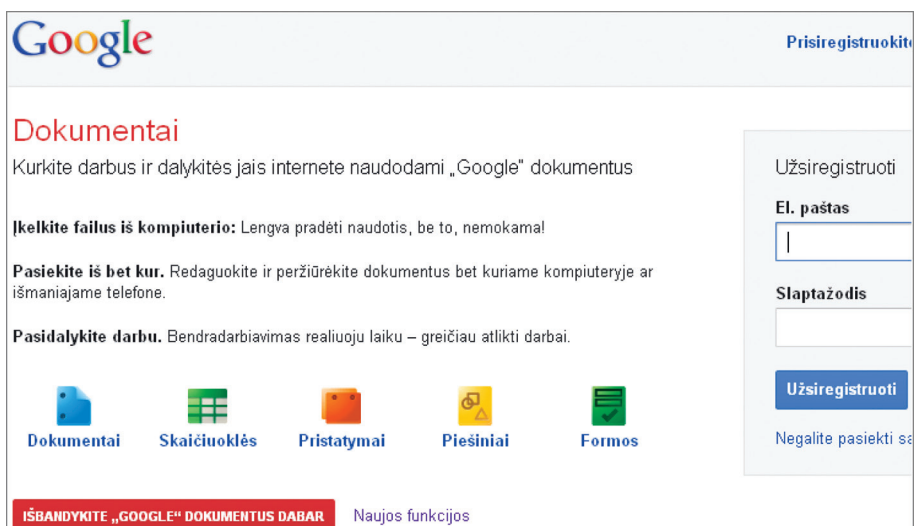 Google
Prisiregistruokite
Dokumentai
Kurkite darbus ir dalykitės jais internete naudodami „Google" dokumentus
Įkelkite failus iš kompiuterio: Lengva pradėti naudotis, be to, nemokama!
Pasiekite iš bet kur. Redaguokite ir peržiūrėkite dokumentus bet kuriame kompiuteryje ar
išmaniajame telefone.
Pasidalykite darbu. Bendradarbiavimas realiuoju laiku – greičiau atlikti darbai.
Dokumentai Skaičiuoklės Pristatymai Piešiniai Formos
IŠBANDYKITE „GOOGLE“ DOKUMENTUS DABAR Naujos funkcijos
Užsiregistruoti
El. paštas
Slaptažodis
Užsiregistruoti
Negalite pasiekti